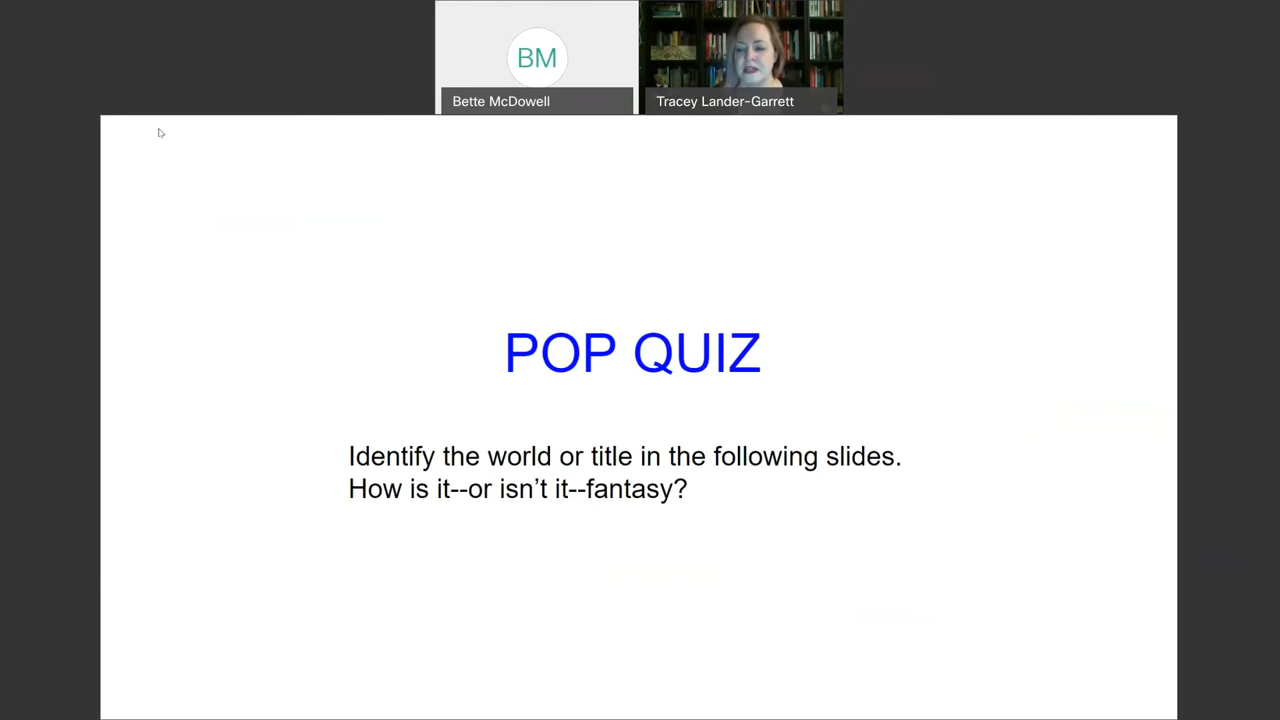 BM
Bette McDowell
Tracey Lander-Garrett
POP QUIZ
Identify the world or title in the following slides.
How is it--or isn’t it--fantasy?